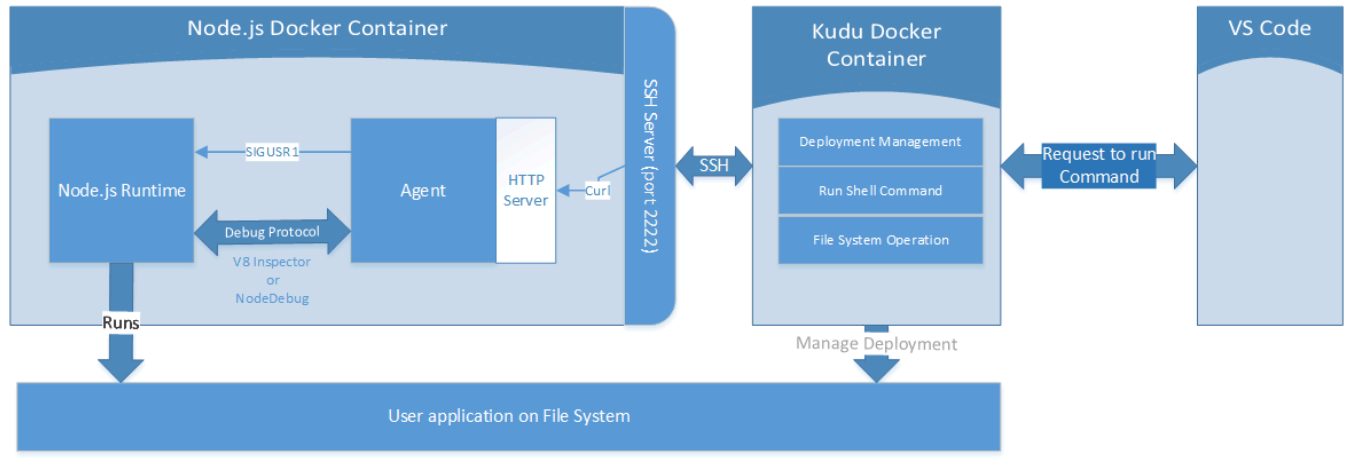 Node.js Docker Container
Kudu Docker
Container
VS Code
SSH Server (port 2222)
Node.js Runtime
SIGUSR1
Agent
HTTP
Server
Curl
Debug Protocol
V8 Inspector
or
NodeDebug
SSH
Deployment Management
Run Shell Command
File System Operation
Request to run
Command
Runs
Manage Deployment
User application on File System